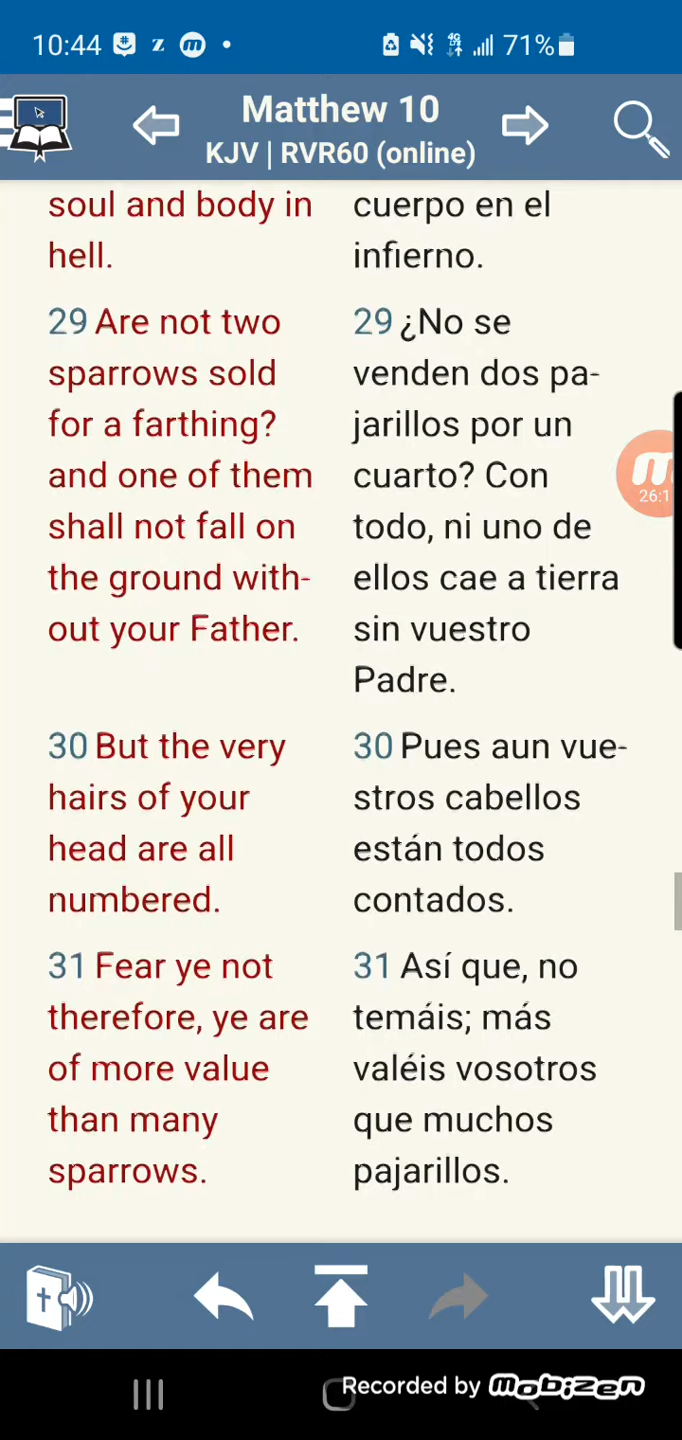 10:44 z m 4G 71%
Matthew 10
KJV | RVR60 (online)
soul and body in
hell.
29 Are not two
sparrows sold
for a farthing?
and one of them
shall not fall on
the ground with-
out your Father.
30 But the very
hairs of your
head are all
numbered.
31 Fear ye not
therefore, ye are
of more value
than many
sparrows.
cuerpo en el
infierno.
29 ¿No se
venden dos pa-
jarillos por un
cuarto? Con
todo, ni uno de
ellos cae a tierra
sin vuestro
Padre.
30 Pues aun vue-
stros cabellos
están todos
contados.
31 Así que, no
temáis; más
valéis vosotros
que muchos
pajarillos.
m
26:1
Recorded by mobizen